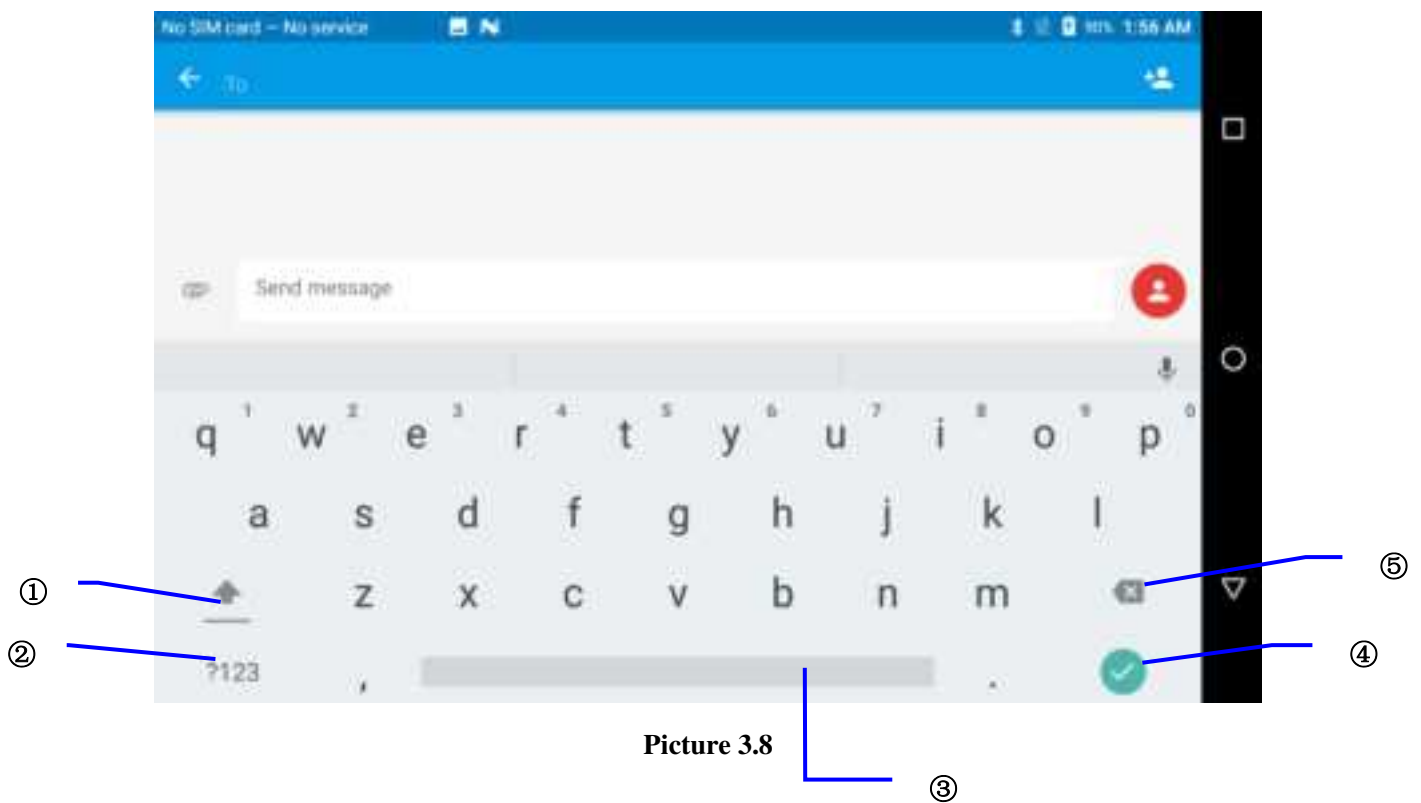 No SIM card – No service 90% 1:56 AM
To
Send message
1 2 3 4 5 6 7 8 9 0
q w e r t y u i o p
a s d f g h j k l
① z x c v b n m ⑤
② ?123 , . ④
Picture 3.8
③